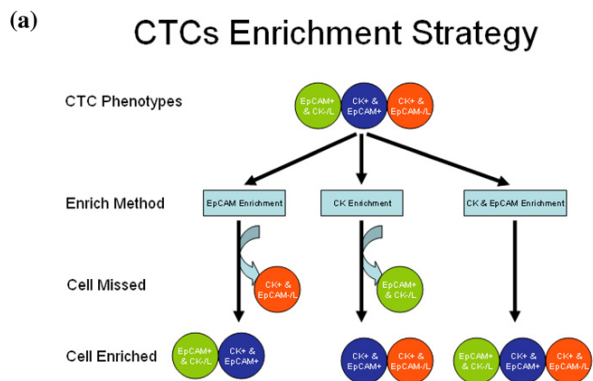 (a)
CTCs Enrichment Strategy
CTC Phenotypes
EpCAM+
& CK-/L
CK+ &
EpCAM+
CK+ &
EpCAM-/L
Enrich Method
EpCAM Enrichment
CK Enrichment
CK & EpCAM Enrichment
Cell Missed
CK+ &
EpCAM-/L
EpCAM+
& CK-/L
Cell Enriched
EpCAM+
& CK-/L
CK+ &
EpCAM+
CK+ &
EpCAM+
CK+ &
EpCAM-/L
EpCAM+
& CK-/L
CK+ &
EpCAM+
CK+ &
EpCAM-/L